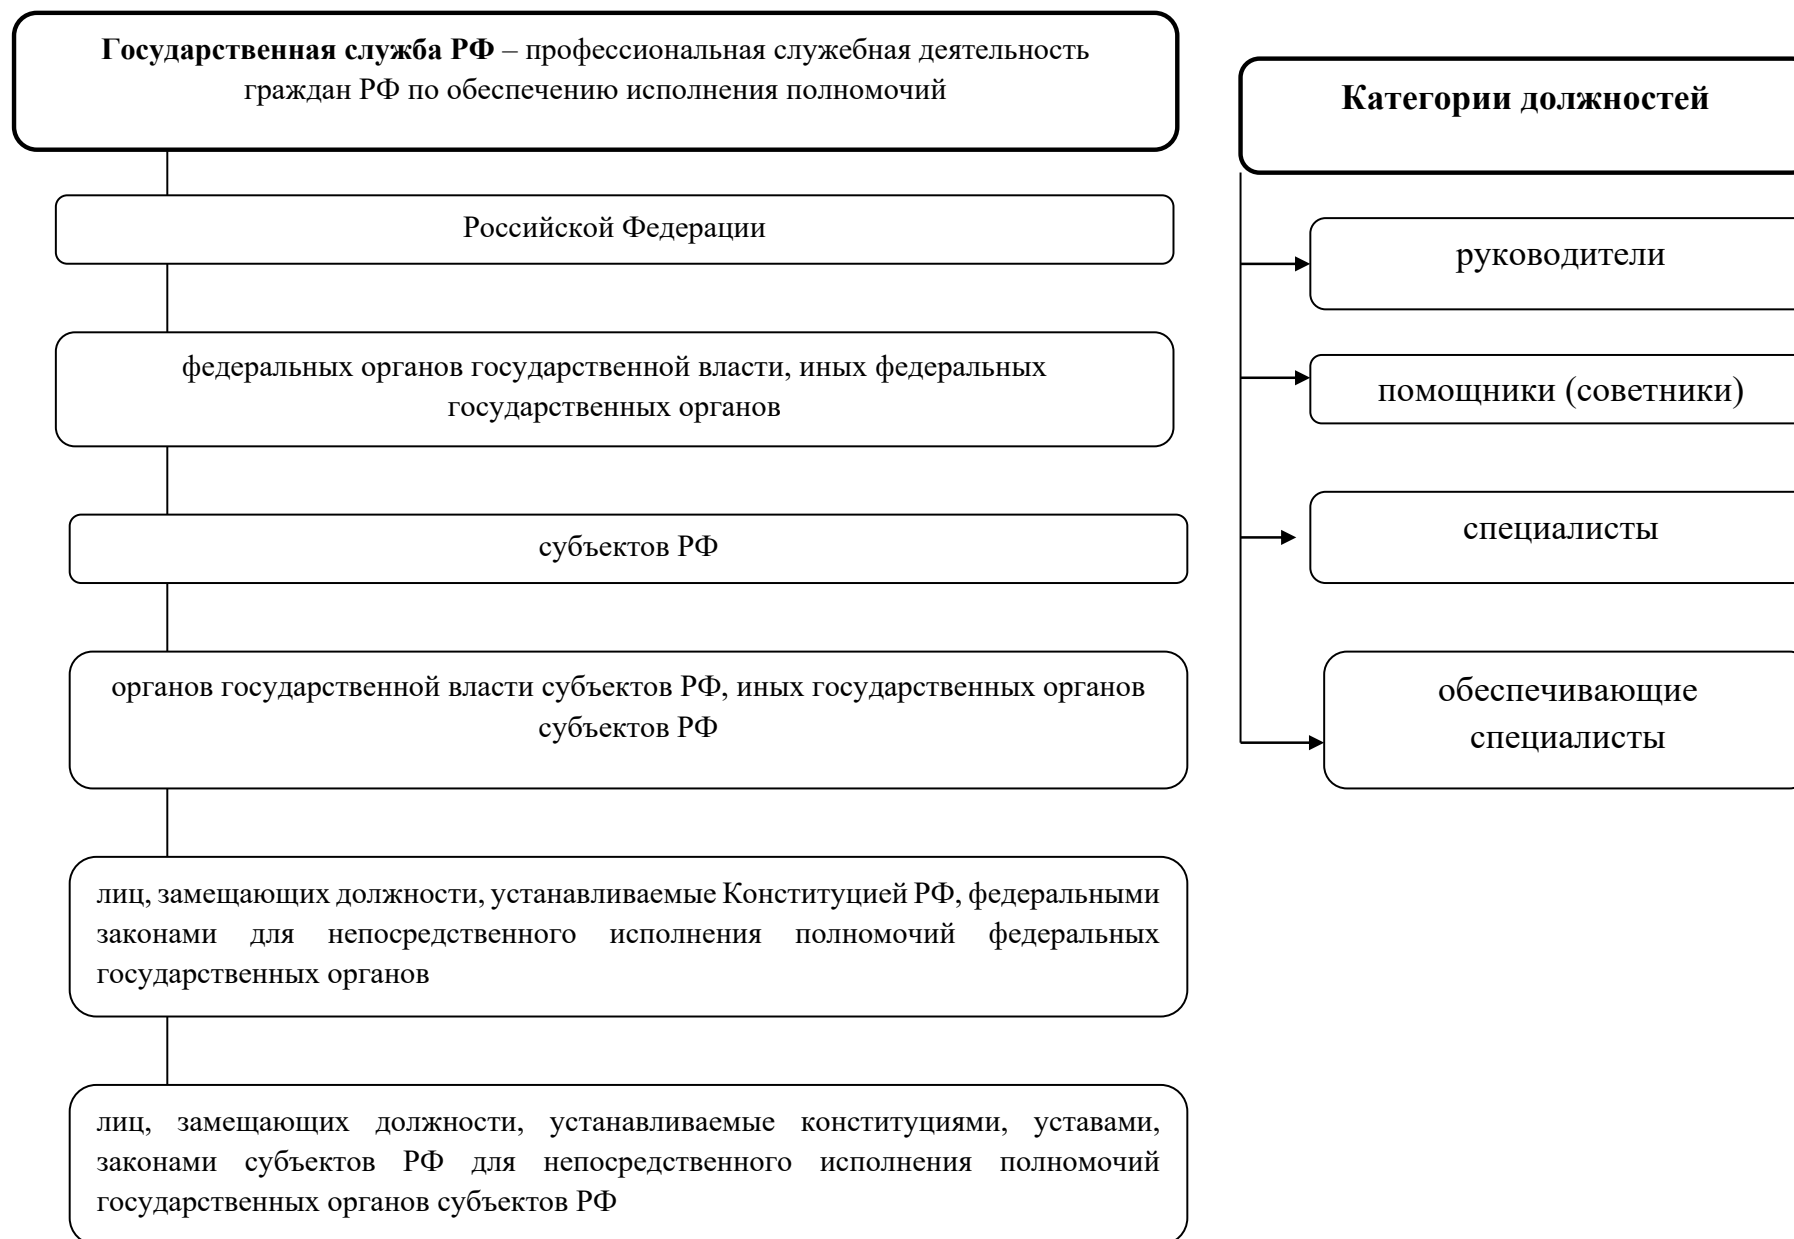 Государственная служба РФ – профессиональная служебная деятельность
граждан РФ по обеспечению исполнения полномочий
Российской Федерации
федеральных органов государственной власти, иных федеральных
государственных органов
субъектов РФ
органов государственной власти субъектов РФ, иных государственных органов
субъектов РФ
лиц, замещающих должности, устанавливаемые Конституцией РФ, федеральными
законами для непосредственного исполнения полномочий федеральных
государственных органов
лиц, замещающих должности, устанавливаемые конституциями, уставами,
законами субъектов РФ для непосредственного исполнения полномочий
государственных органов субъектов РФ
Категории должностей
руководители
помощники (советники)
специалисты
обеспечивающие
специалисты